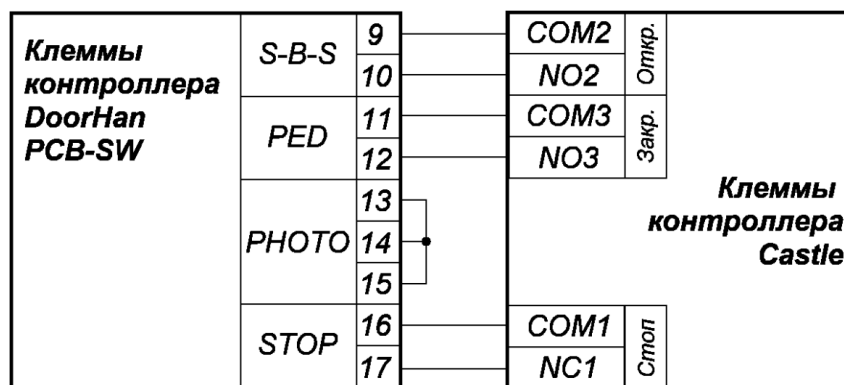 Клеммы
контроллера
DoorHan
PCB-SW
S-B-S
9
10
PED
11
12
PHOTO
13
14
15
STOP
16
17
COM2
NO2
Откр.
COM3
NO3
Закр.
Клеммы
контроллера
Castle
COM1
NC1
Стоп